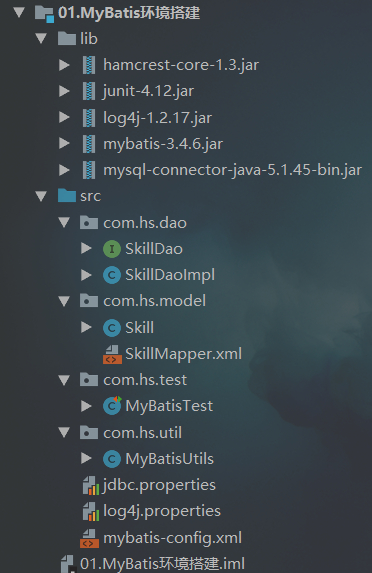 01.MyBatis环境搭建
lib
hamcrest-core-1.3.jar
junit-4.12.jar
log4j-1.2.17.jar
mybatis-3.4.6.jar
mysql-connector-java-5.1.45-bin.jar
src
com.hs.dao
I SkillDao
C SkillDaoImpl
com.hs.model
C Skill
SkillMapper.xml
com.hs.test
C MyBatisTest
com.hs.util
C MyBatisUtils
jdbc.properties
log4j.properties
mybatis-config.xml
01.MyBatis环境搭建.iml